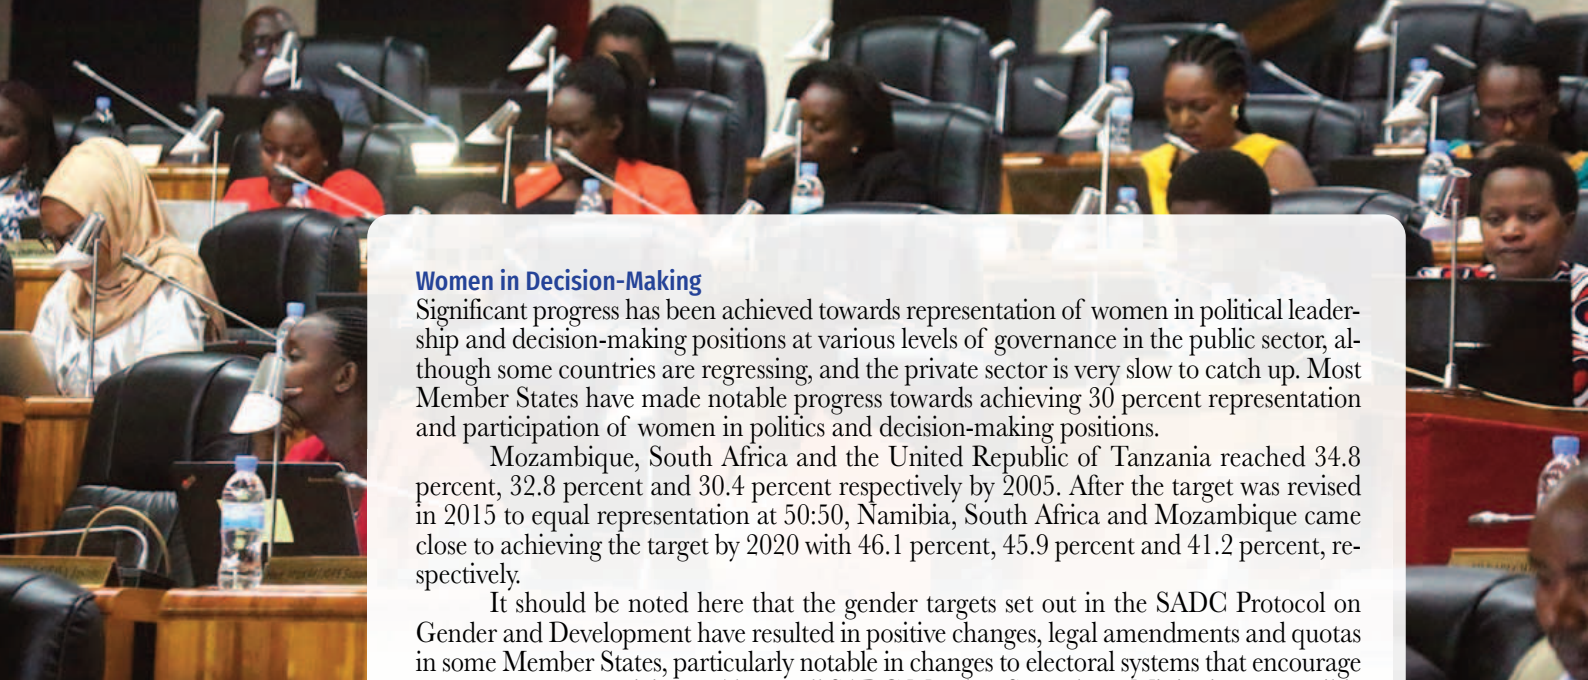 Women in Decision-Making
Significant progress has been achieved towards representation of women in political leader-
ship and decision-making positions at various levels of governance in the public sector, al-
though some countries are regressing, and the private sector is very slow to catch up. Most
Member States have made notable progress towards achieving 30 percent representation
and participation of women in politics and decision-making positions.
Mozambique, South Africa and the United Republic of Tanzania reached 34.8
percent, 32.8 percent and 30.4 percent respectively by 2005. After the target was revised
in 2015 to equal representation at 50:50, Namibia, South Africa and Mozambique came
close to achieving the target by 2020 with 46.1 percent, 45.9 percent and 41.2 percent, re-
spectively.
It should be noted here that the gender targets set out in the SADC Protocol on
Gender and Development have resulted in positive changes, legal amendments and quotas
in some Member States, particularly notable in changes to electoral systems that encourage